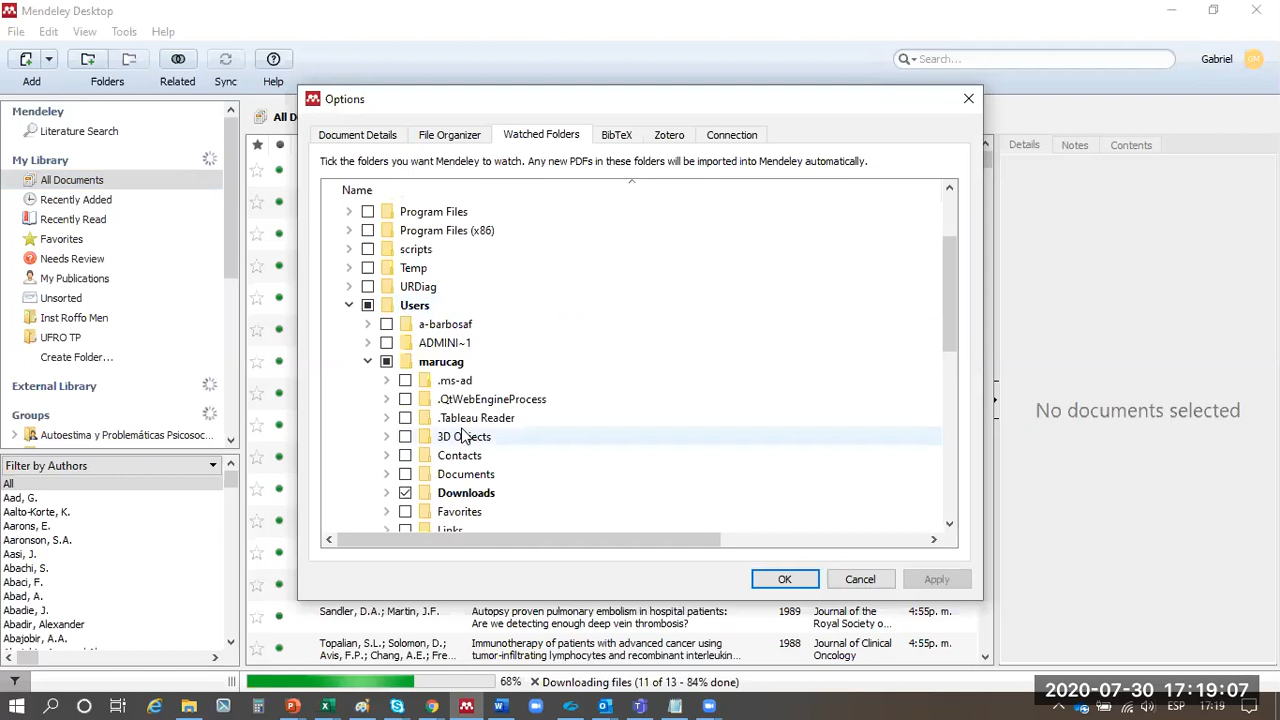 Mendeley Desktop
File Edit View Tools Help
Add Folders Related Sync Help
Search...
Gabriel GM
Mendeley
Literature Search
My Library
All Documents
Recently Added
Recently Read
Favorites
Needs Review
My Publications
Unsorted
Inst Roffo Men
UFRO TP
Create Folder...
External Library
Groups
Autoestima y Problemáticas Psicosoc...
Filter by Authors
All
Aad, G.
Aalto-Korte, K.
Aarons, E.
Aaronson, S.A.
Aasi, J.
Abaci, F.
Abadie, J.
Abadir, Alexander
Abajobir, A.A.
All D
Options
Document Details File Organizer Watched Folders BibTeX Zotero Connection
Tick the folders you want Mendeley to watch. Any new PDFs in these folders will be imported into Mendeley automatically.
Name
Program Files
Program Files (x86)
scripts
Temp
URDiag
Users
a-barbosaf
ADMINI~1
marucag
.ms-ad
.QtWebEngineProcess
.Tableau Reader
3D Objects
Contacts
Documents
Downloads
Favorites
Links
OK Cancel Apply
Sandler, D.A.; Martin, J.F. Autopsy proven pulmonary embolism in hospital patients: 1989 Journal of the 4:55p. m.
Are we detecting enough deep vein thrombosis? Royal Society o...
Topalian, S.L.; Solomon, D.; Immunotherapy of patients with advanced cancer using 1988 Journal of Clinical 4:55p. m.
Avis, F.P.; Chang, A.E.; Fre... tumor-infiltrating lymphocytes and recombinant interleukin... Oncology
Details Notes Contents
No documents selected
68% Downloading files (11 of 13 - 84% done)
2020-07-30 17:19:07
ESP 17:19